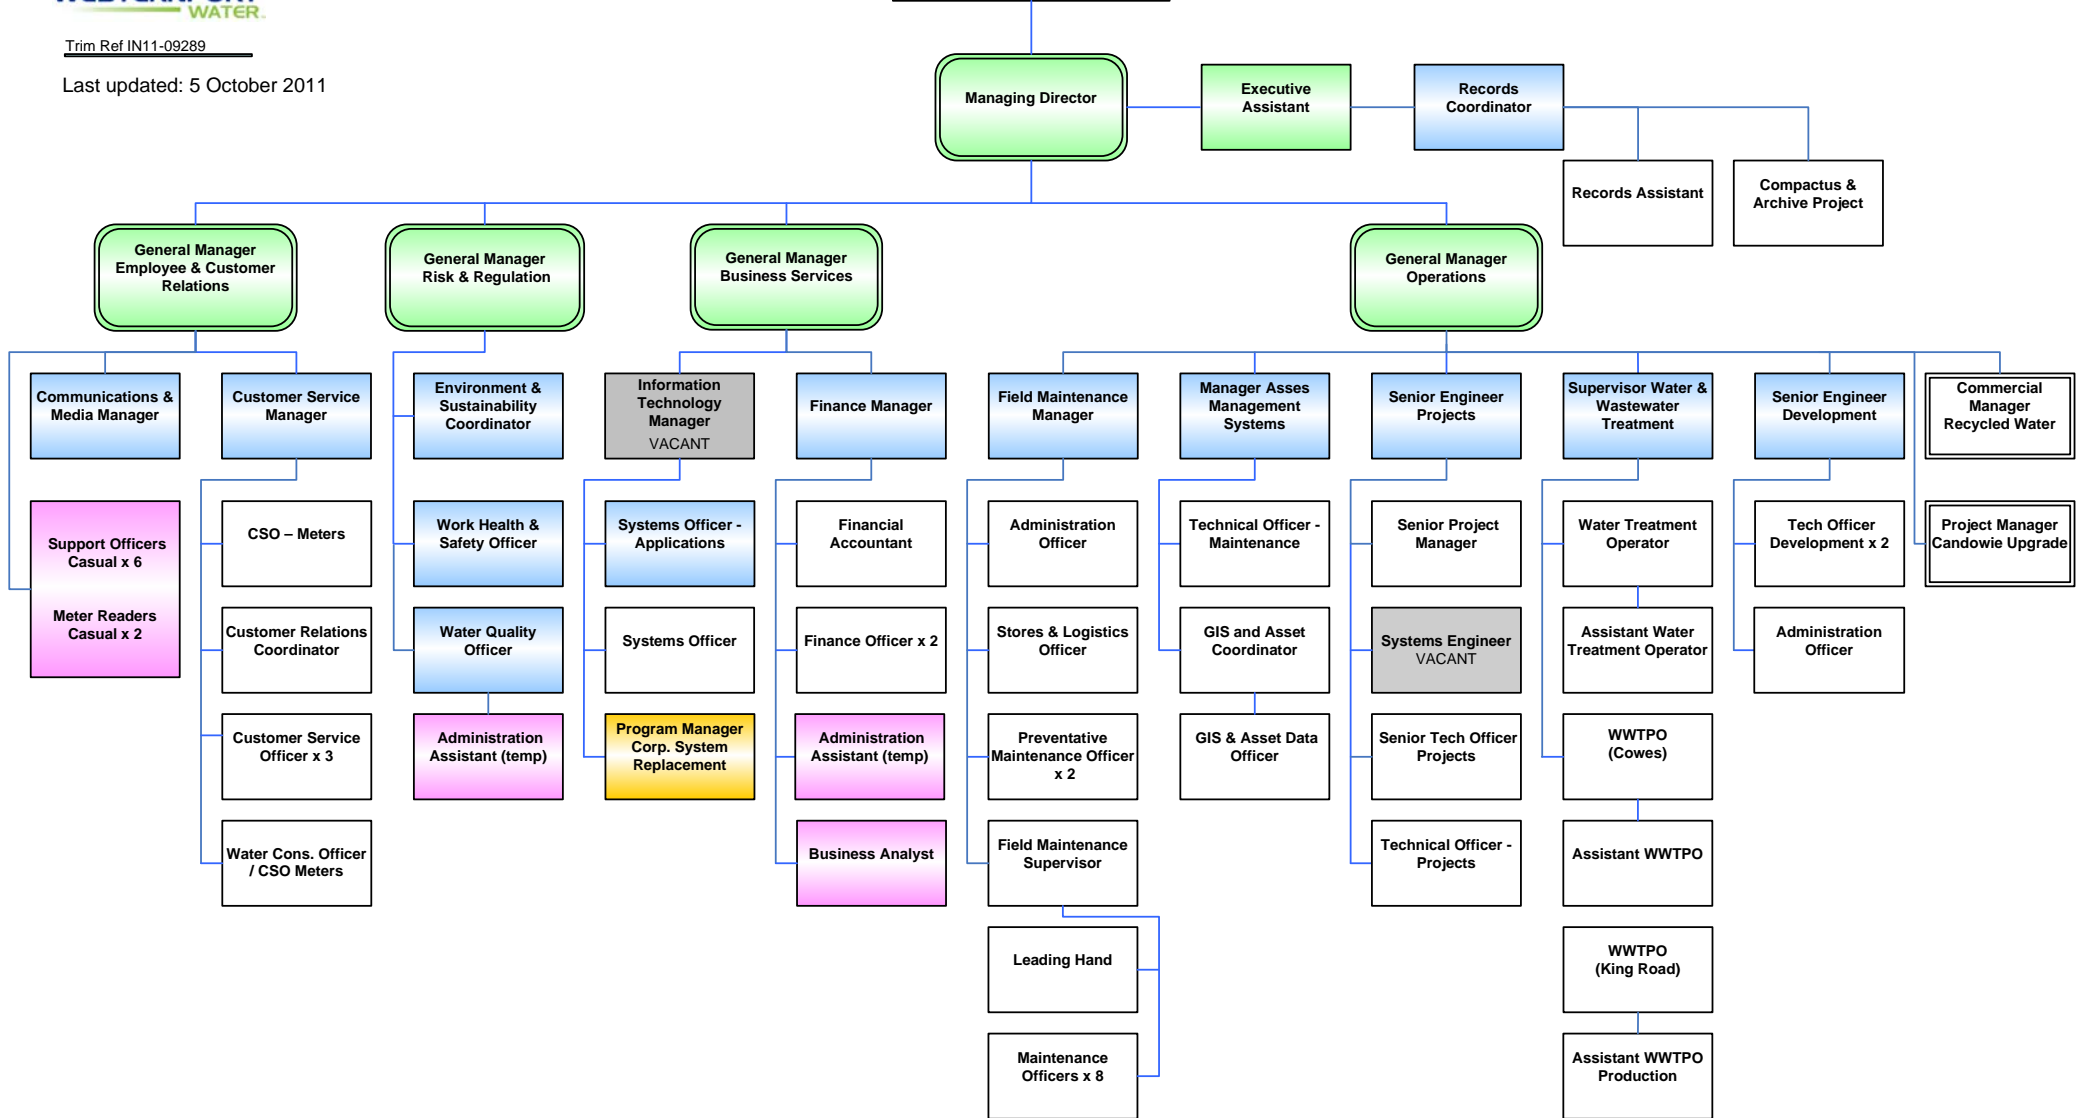 WATER
Trim Ref IN11-09289
Last updated: 5 October 2011
Managing Director
Executive
Assistant
Records
Coordinator
Records Assistant
Compactus &
Archive Project
General Manager
Employee & Customer
Relations
General Manager
Risk & Regulation
General Manager
Business Services
General Manager
Operations
Communications &
Media Manager
Customer Service
Manager
Environment &
Sustainability
Coordinator
Information
Technology
Manager
VACANT
Finance Manager
Field Maintenance
Manager
Manager Asses
Management
Systems
Senior Engineer
Projects
Supervisor Water &
Wastewater
Treatment
Senior Engineer
Development
Commercial
Manager
Recycled Water
Support Officers
Casual x 6
Meter Readers
Casual x 2
CSO – Meters
Work Health &
Safety Officer
Systems Officer -
Applications
Financial
Accountant
Administration
Officer
Technical Officer -
Maintenance
Senior Project
Manager
Water Treatment
Operator
Tech Officer
Development x 2
Project Manager
Candowie Upgrade
Customer Relations
Coordinator
Water Quality
Officer
Systems Officer
Finance Officer x 2
Stores & Logistics
Officer
GIS and Asset
Coordinator
Systems Engineer
VACANT
Assistant Water
Treatment Operator
Administration
Officer
Customer Service
Officer x 3
Administration
Assistant (temp)
Program Manager
Corp. System
Replacement
Administration
Assistant (temp)
Preventative
Maintenance Officer
x 2
GIS & Asset Data
Officer
Senior Tech Officer
Projects
WWTPO
(Cowes)
Water Cons. Officer
/ CSO Meters
Business Analyst
Field Maintenance
Supervisor
Technical Officer -
Projects
Assistant WWTPO
Leading Hand
WWTPO
(King Road)
Maintenance
Officers x 8
Assistant WWTPO
Production